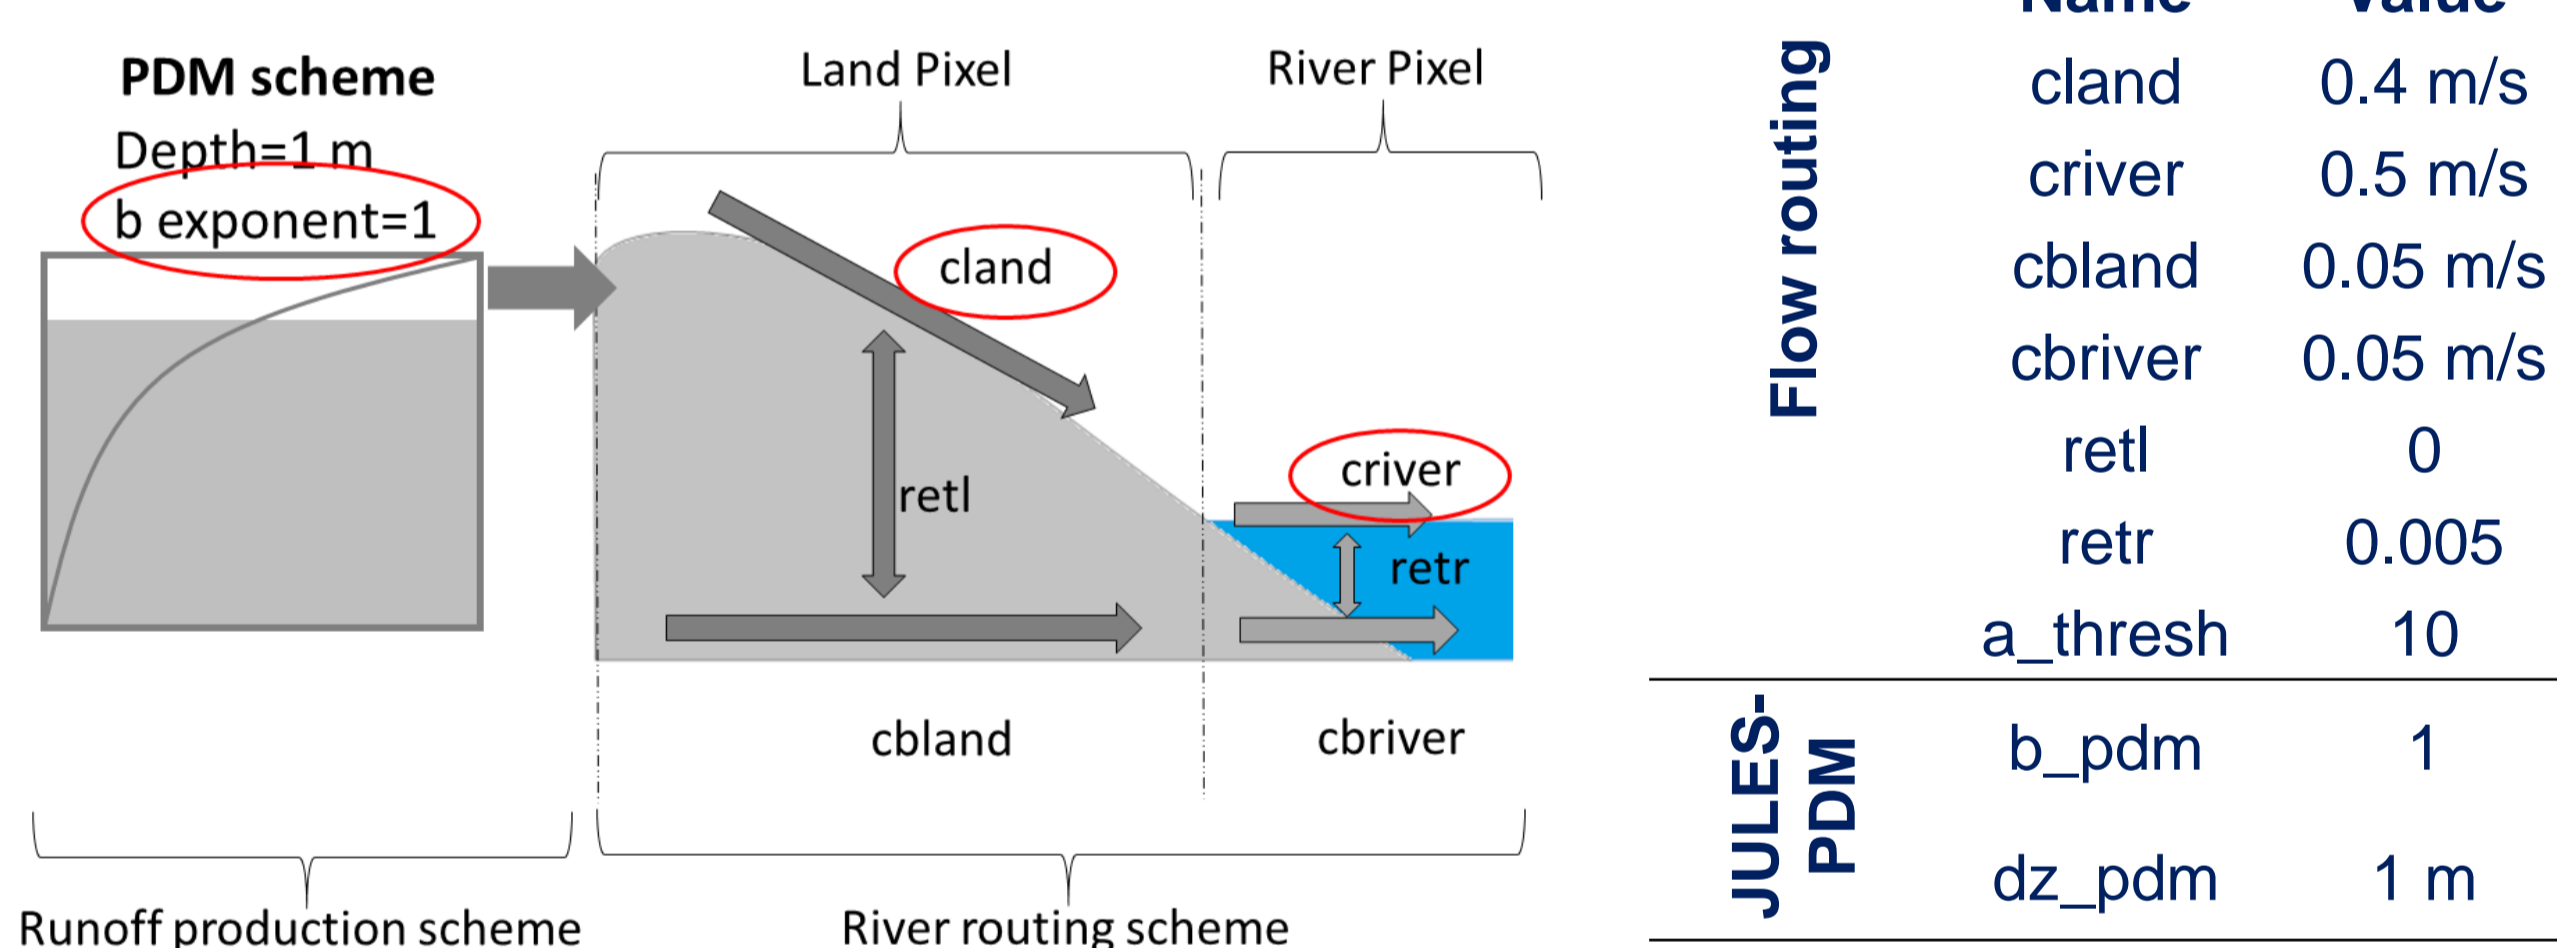 PDM scheme
Depth=1 m
b exponent=1
Land Pixel
River Pixel
cland
retl
criver
retr
cbland
cbriver
Runoff production scheme
River routing scheme
Name Value
Flow routing
cland 0.4 m/s
criver 0.5 m/s
cbland 0.05 m/s
cbriver 0.05 m/s
retl 0
retr 0.005
a_thresh 10
JULES-
PDM
b_pdm 1
dz_pdm 1 m